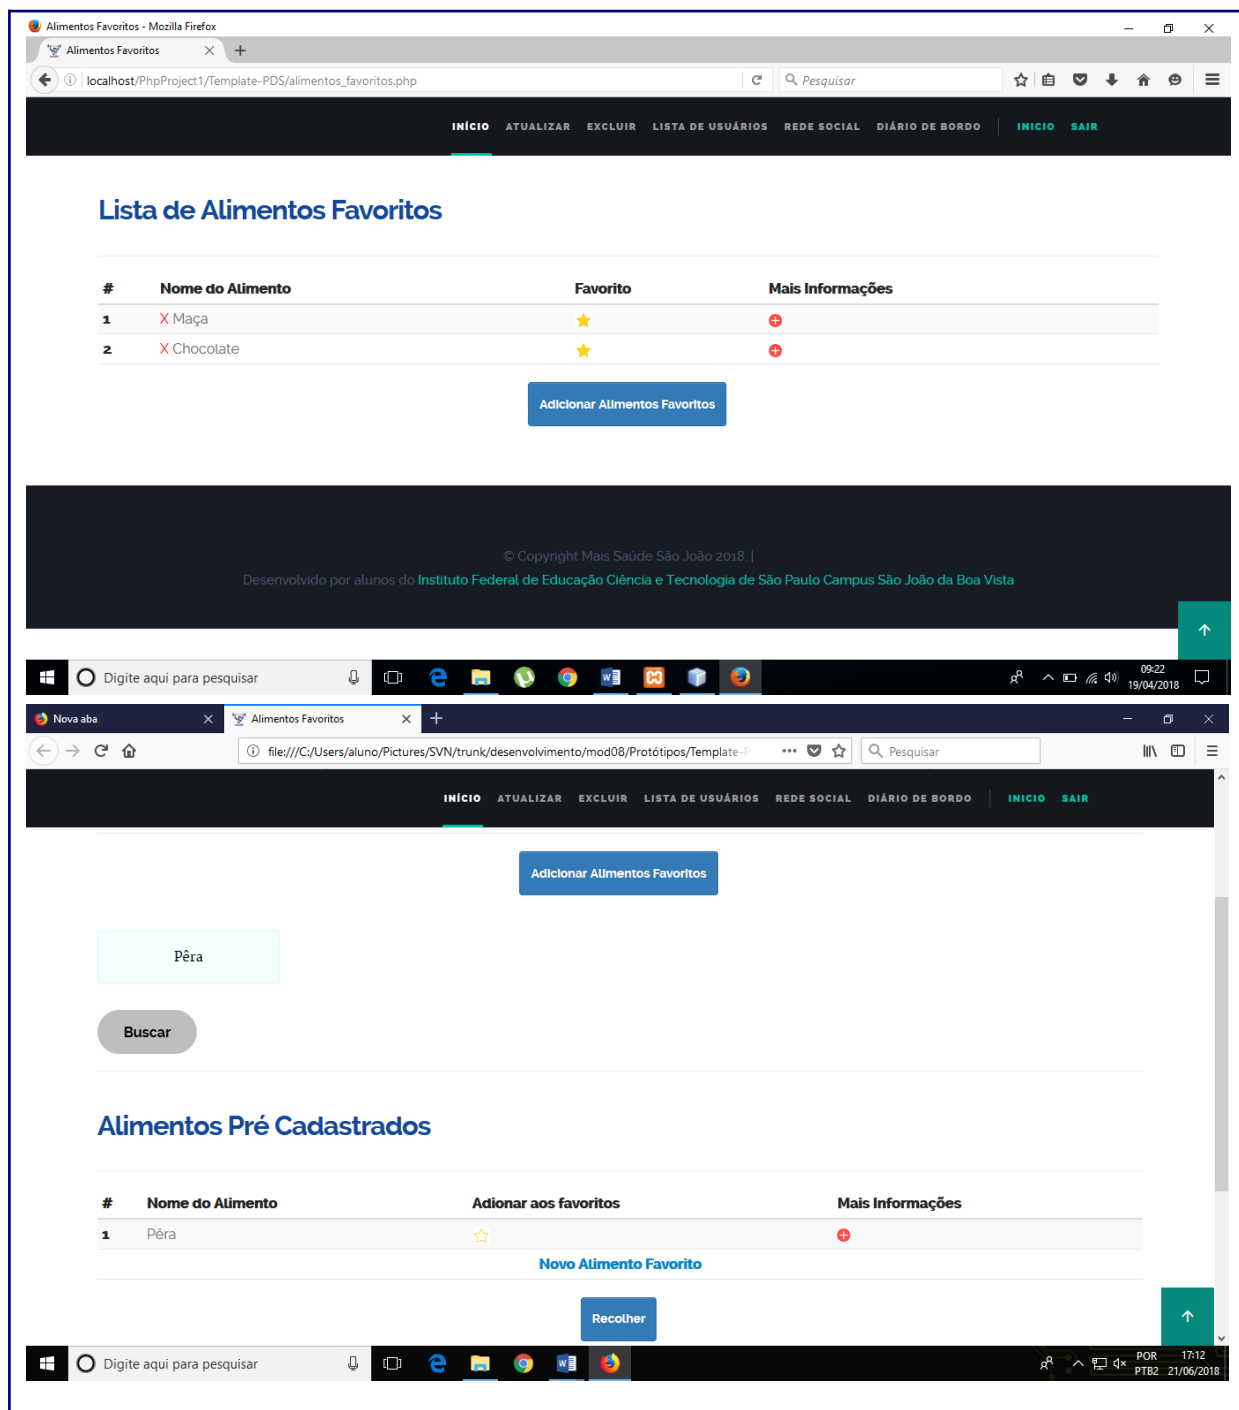 Alimentos Favoritos - Mozilla Firefox
Alimentos Favoritos
localhost/PhpProject1/Template-PDS/alimentos_favoritos.php
Pesquisar
INÍCIO ATUALIZAR EXCLUIR LISTA DE USUÁRIOS REDE SOCIAL DIÁRIO DE BORDO INICIO SAIR
Lista de Alimentos Favoritos
# Nome do Alimento Favorito Mais Informações
1 X Maça
2 X Chocolate
Adicionar Alimentos Favoritos
© Copyright Mais Saúde São João 2018. |
Desenvolvido por alunos do Instituto Federal de Educação Ciência e Tecnologia de São Paulo Campus São João da Boa Vista
Digite aqui para pesquisar
09:22
19/04/2018
Nova aba
Alimentos Favoritos
file:///C:/Users/aluno/Pictures/SVN/trunk/desenvolvimento/mod08/Protótipos/Template-P
Pesquisar
INÍCIO ATUALIZAR EXCLUIR LISTA DE USUÁRIOS REDE SOCIAL DIÁRIO DE BORDO INICIO SAIR
Adicionar Alimentos Favoritos
Pêra
Buscar
Alimentos Pré Cadastrados
# Nome do Alimento Adionar aos favoritos Mais Informações
1 Pêra
Novo Alimento Favorito
Recolher
Digite aqui para pesquisar
POR 17:12
PTB2 21/06/2018